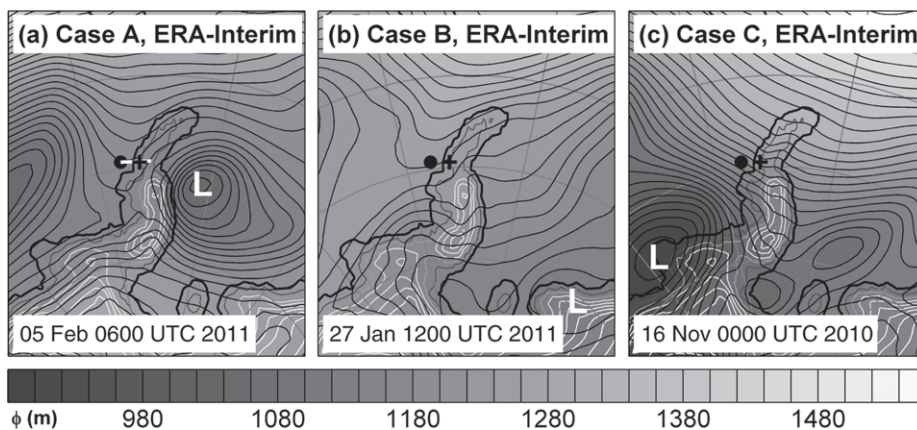 (a) Case A, ERA-Interim
(b) Case B, ERA-Interim
(c) Case C, ERA-Interim
L
L
L
05 Feb 0600 UTC 2011
27 Jan 1200 UTC 2011
16 Nov 0000 UTC 2010
ϕ (m) 980 1080 1180 1280 1380 1480